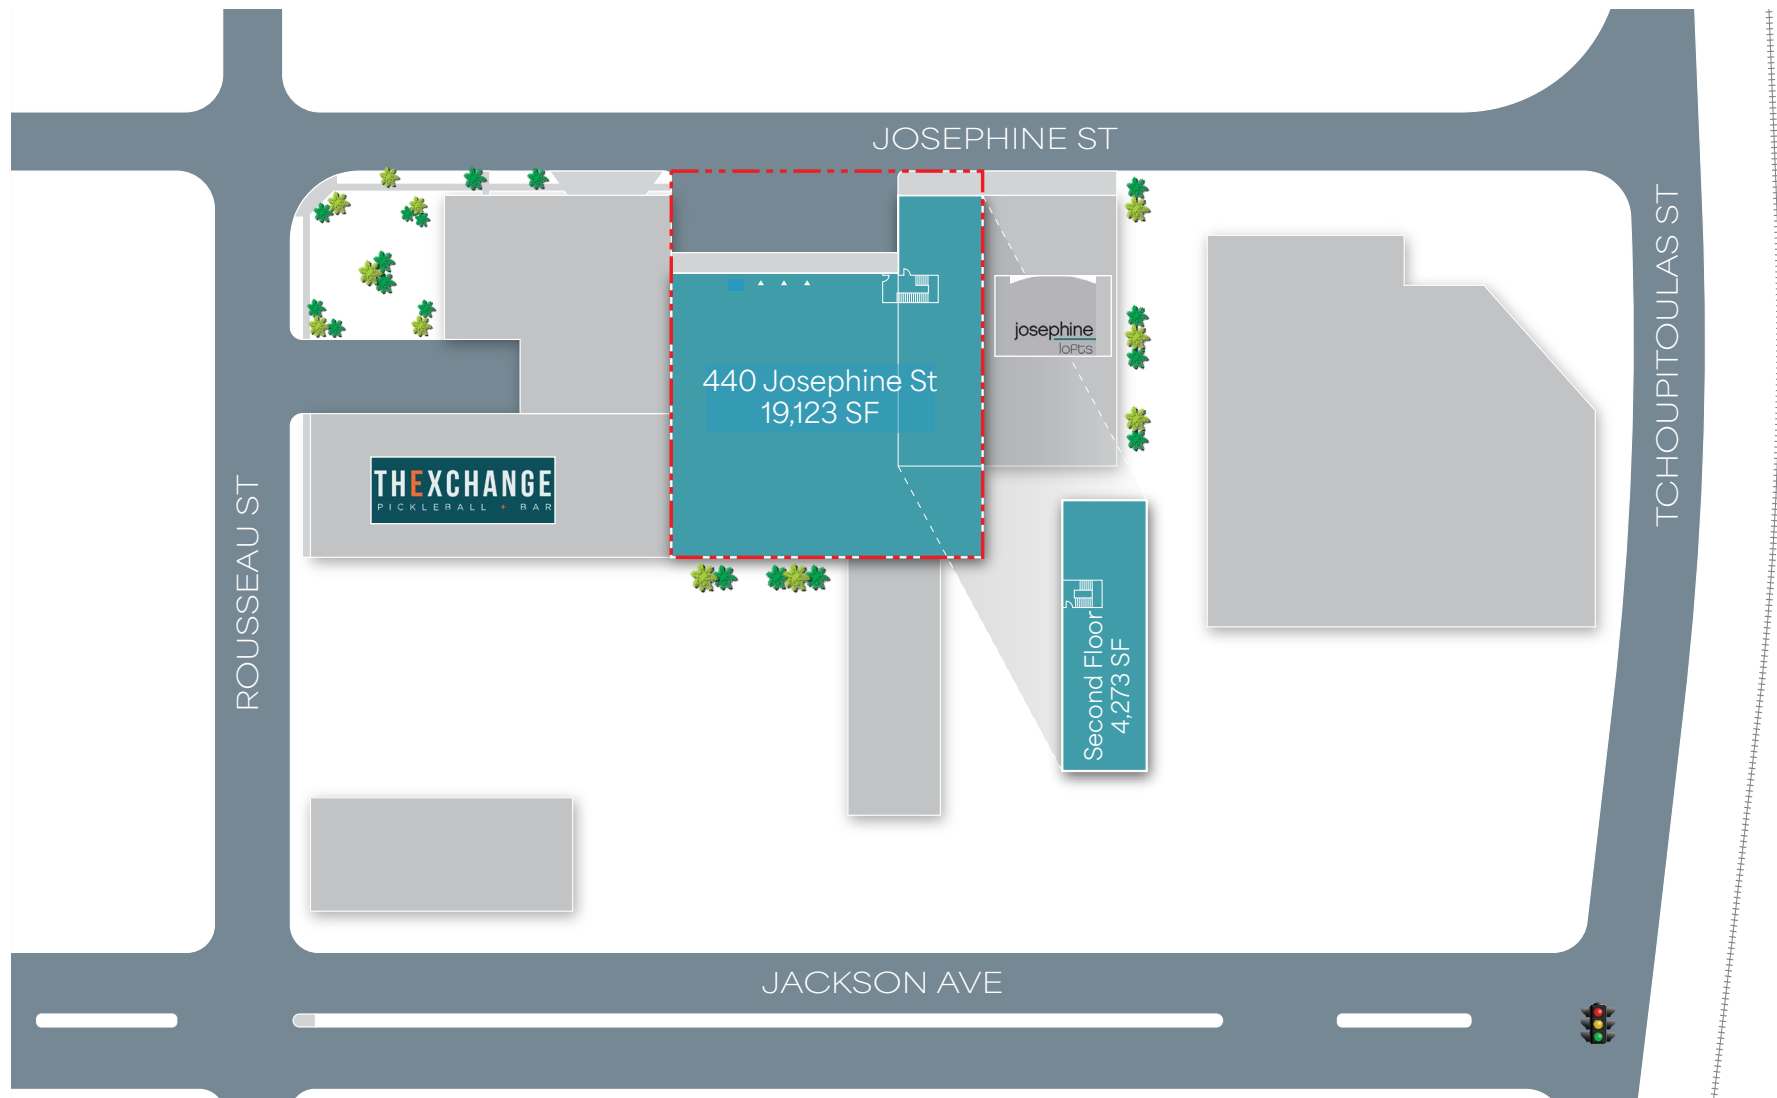 JOSEPHINE ST
TCHOUPITOULAS ST
josephine
lofts
440 Josephine St
19,123 SF
THEXCHANGE
PICKLEBALL + BAR
ROUSSEAU ST
Second Floor
4,273 SF
JACKSON AVE